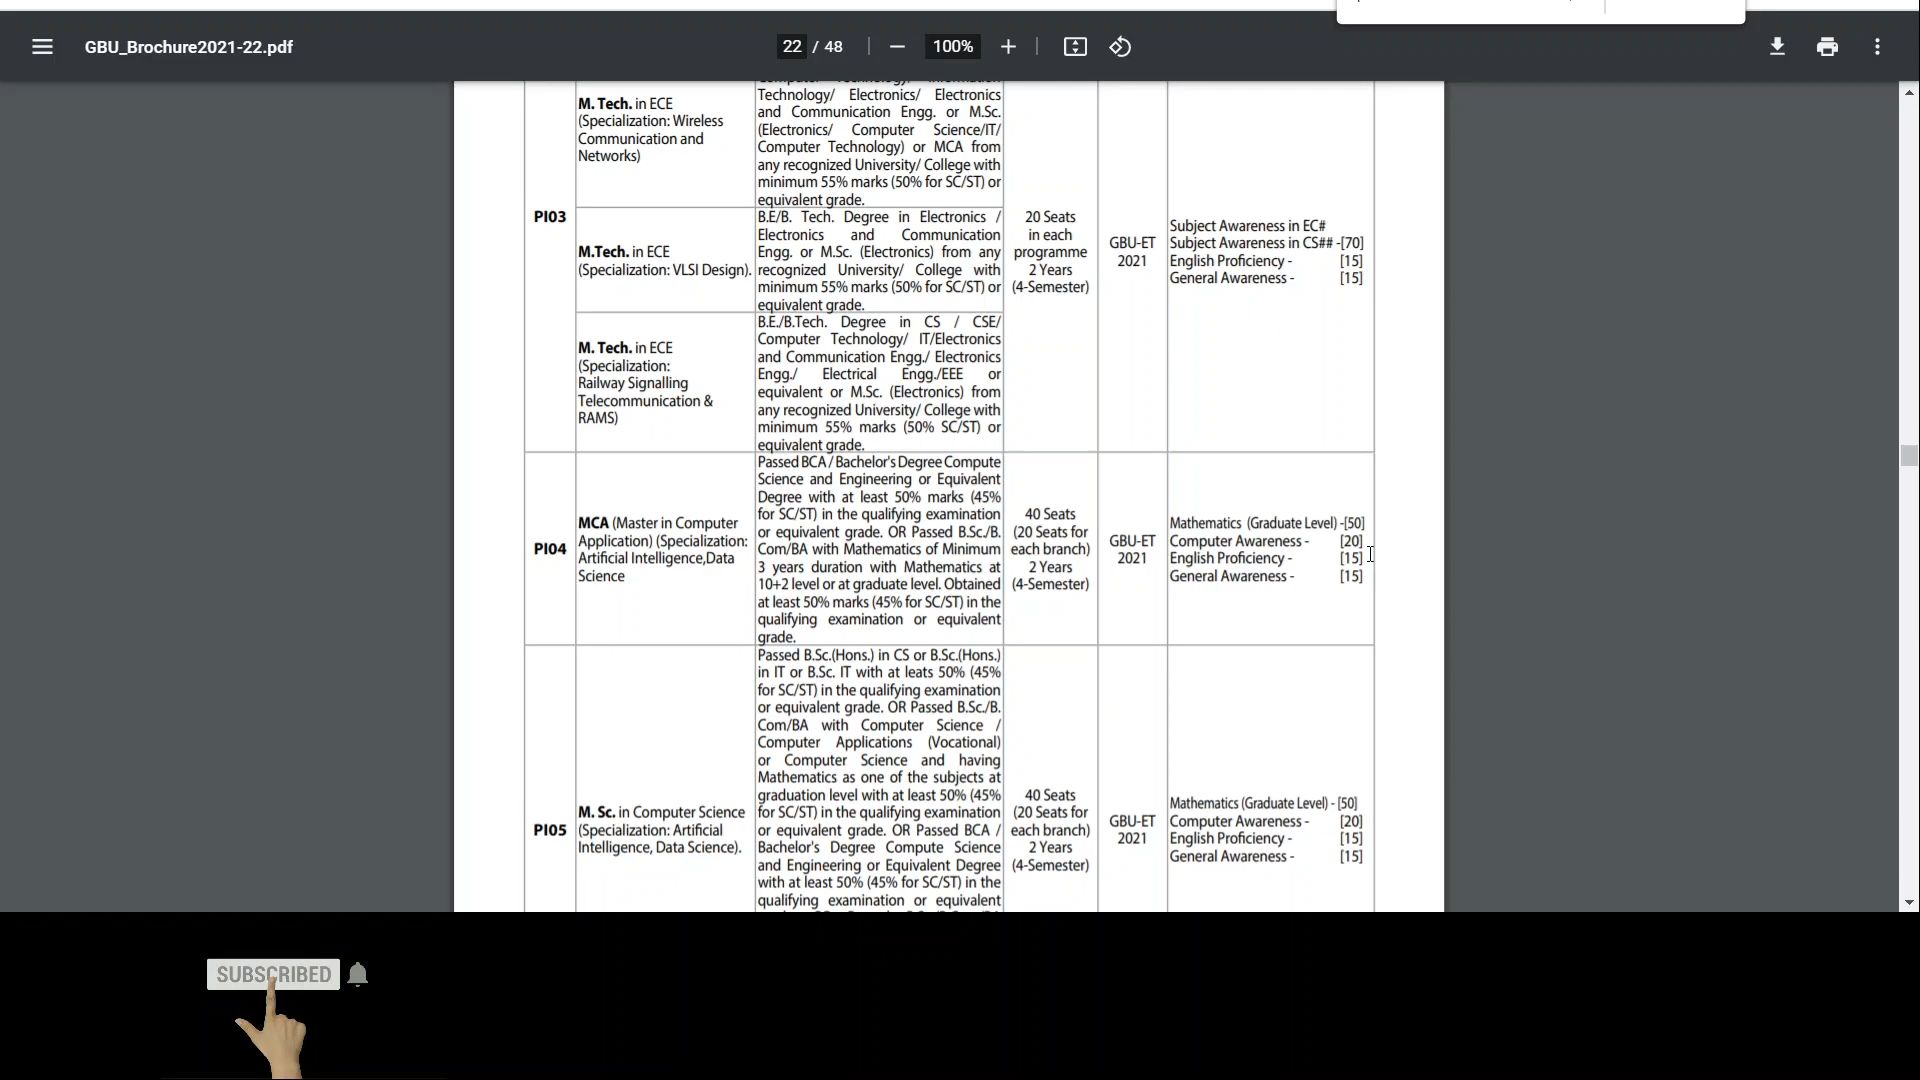 GBU_Brochure2021-22.pdf
22 / 48
100%
PI03
M. Tech. in ECE
(Specialization: Wireless
Communication and
Networks)
Computer Technology/ Information
Technology/ Electronics/ Electronics
and Communication Engg. or M.Sc.
(Electronics/ Computer Science/IT/
Computer Technology) or MCA from
any recognized University/ College with
minimum 55% marks (50% for SC/ST) or
equivalent grade.
M.Tech. in ECE
(Specialization: VLSI Design).
B.E/B. Tech. Degree in Electronics /
Electronics and Communication
Engg. or M.Sc. (Electronics) from any
recognized University/ College with
minimum 55% marks (50% for SC/ST) or
equivalent grade.
M. Tech. in ECE
(Specialization:
Railway Signalling
Telecommunication &
RAMS)
B.E./B.Tech. Degree in CS / CSE/
Computer Technology/ IT/Electronics
and Communication Engg./ Electronics
Engg./ Electrical Engg./EEE or
equivalent or M.Sc. (Electronics) from
any recognized University/ College with
minimum 55% marks (50% SC/ST) or
equivalent grade.
20 Seats
in each
programme
2 Years
(4-Semester)
GBU-ET
2021
Subject Awareness in EC#
Subject Awareness in CS## -[70]
English Proficiency - [15]
General Awareness - [15]
PI04
MCA (Master in Computer
Application) (Specialization:
Artificial Intelligence,Data
Science
Passed BCA / Bachelor's Degree Compute
Science and Engineering or Equivalent
Degree with at least 50% marks (45%
for SC/ST) in the qualifying examination
or equivalent grade. OR Passed B.Sc./B.
Com/BA with Mathematics of Minimum
3 years duration with Mathematics at
10+2 level or at graduate level. Obtained
at least 50% marks (45% for SC/ST) in the
qualifying examination or equivalent
grade.
40 Seats
(20 Seats for
each branch)
2 Years
(4-Semester)
GBU-ET
2021
Mathematics (Graduate Level) -[50]
Computer Awareness - [20]
English Proficiency - [15]
General Awareness - [15]
PI05
M. Sc. in Computer Science
(Specialization: Artificial
Intelligence, Data Science).
Passed B.Sc.(Hons.) in CS or B.Sc.(Hons.)
in IT or B.Sc. IT with at leats 50% (45%
for SC/ST) in the qualifying examination
or equivalent grade. OR Passed B.Sc./B.
Com/BA with Computer Science /
Computer Applications (Vocational)
or Computer Science and having
Mathematics as one of the subjects at
graduation level with at least 50% (45%
for SC/ST) in the qualifying examination
or equivalent grade. OR Passed BCA /
Bachelor's Degree Compute Science
and Engineering or Equivalent Degree
with at least 50% (45% for SC/ST) in the
qualifying examination or equivalent
40 Seats
(20 Seats for
each branch)
2 Years
(4-Semester)
GBU-ET
2021
Mathematics (Graduate Level) - [50]
Computer Awareness - [20]
English Proficiency - [15]
General Awareness - [15]
SUBSCRIBED